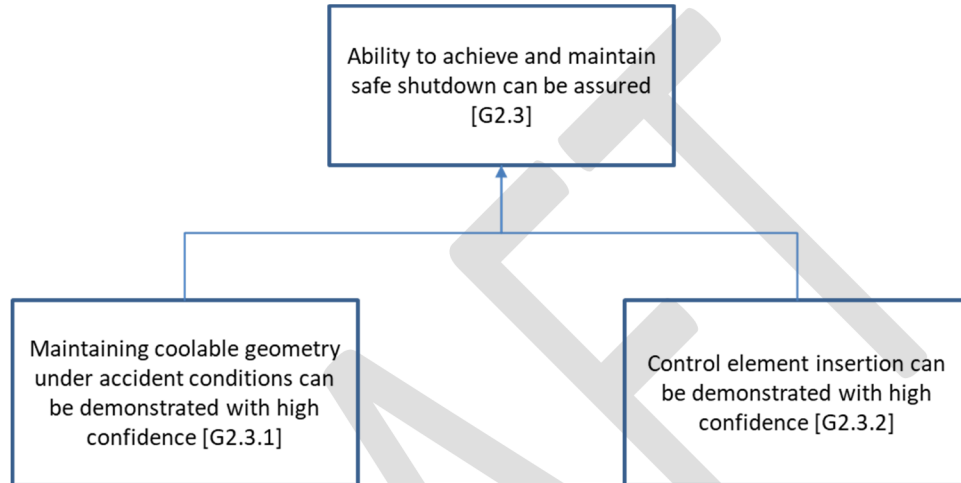 Ability to achieve and maintain
safe shutdown can be assured
[G2.3]
Maintaining coolable geometry
under accident conditions can
be demonstrated with high
confidence [G2.3.1]
Control element insertion can
be demonstrated with high
confidence [G2.3.2]